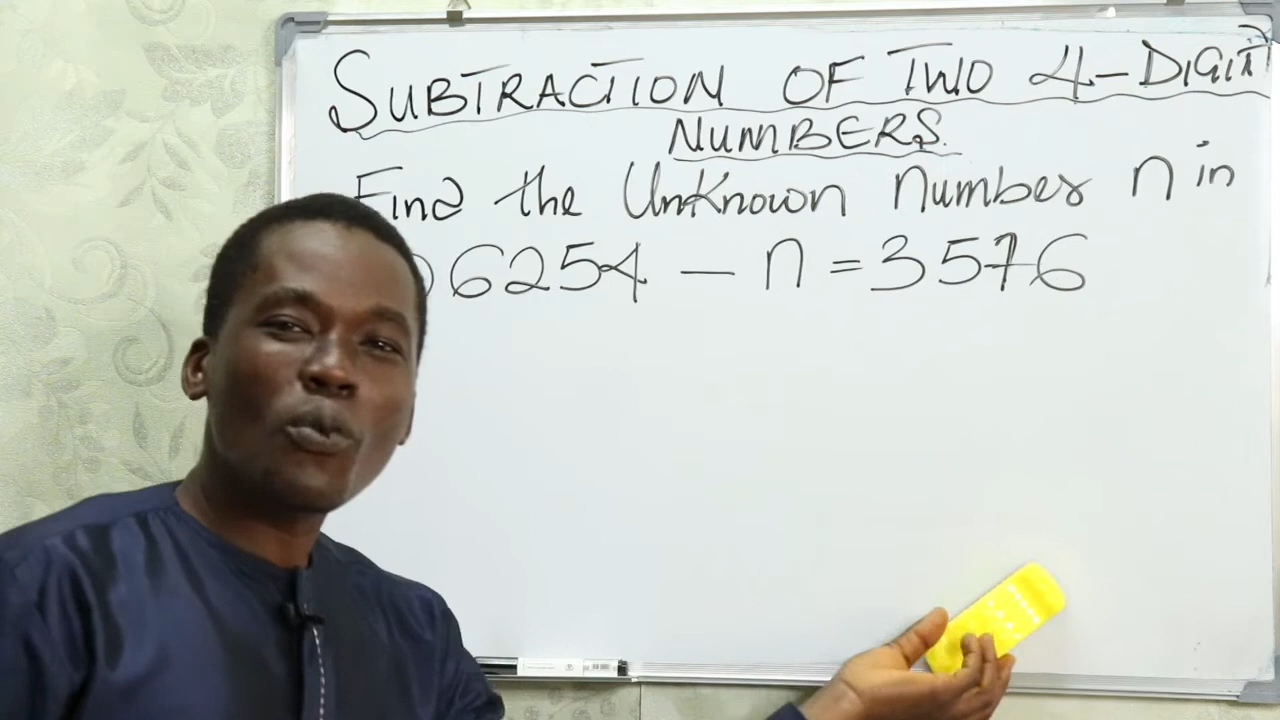 SUBTRACTION OF TWO 4-DIGIT
NUMBERS.
Find the Unknown Number n in
) 6254 - n = 3576